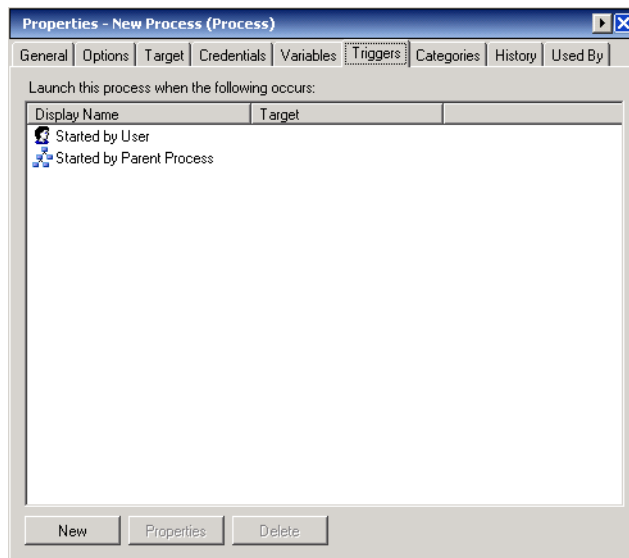 Properties - New Process (Process)
General Options Target Credentials Variables Triggers Categories History Used By
Launch this process when the following occurs:
Display Name Target
Started by User
Started by Parent Process
New Properties Delete